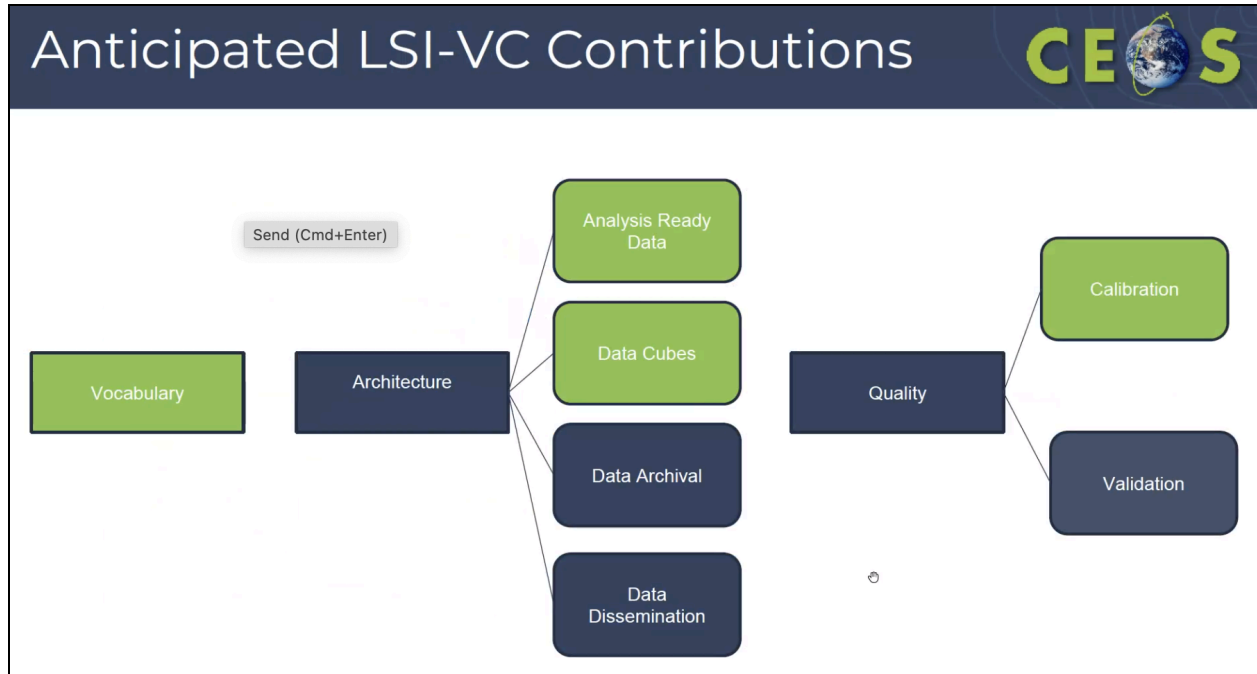 Anticipated LSI-VC Contributions
CEOS
Send (Cmd+Enter)
Vocabulary
Architecture
Analysis Ready
Data
Data Cubes
Data Archival
Data
Dissemination
Quality
Calibration
Validation